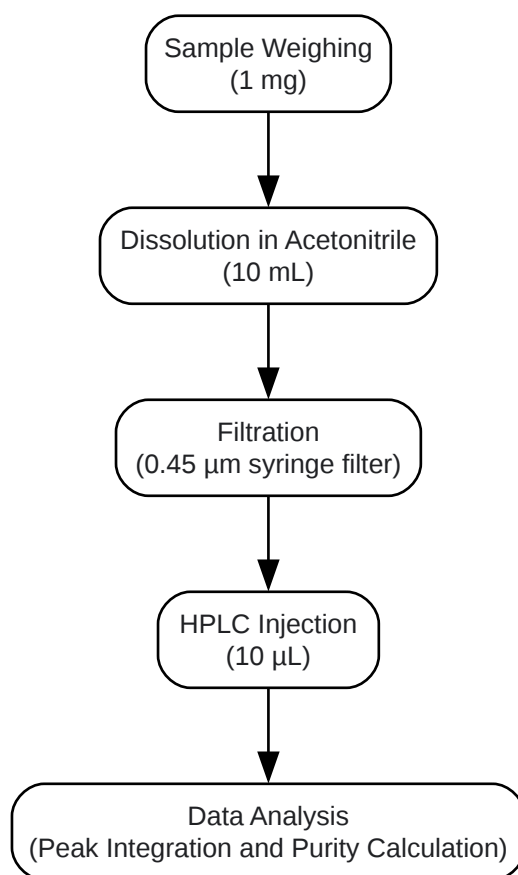 Sample Weighing
(1 mg)
Dissolution in Acetonitrile
(10 mL)
Filtration
(0.45 µm syringe filter)
HPLC Injection
(10 µL)
Data Analysis
(Peak Integration and Purity Calculation)